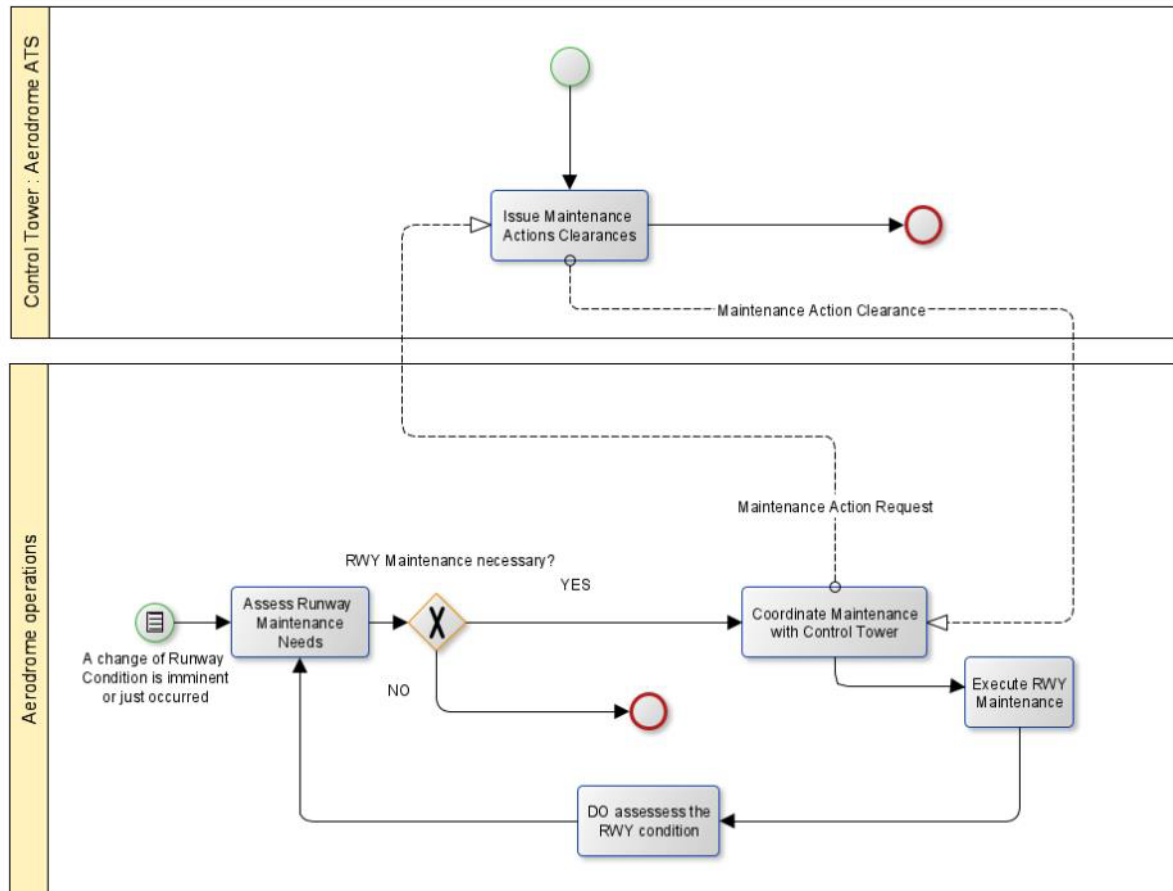 Control Tower : Aerodrome ATS
Issue Maintenance
Actions Clearances
Maintenance Action Clearance
Aerodrome operations
Maintenance Action Request
RWY Maintenance necessary?
YES
Assess Runway
Maintenance
Needs
Coordinate Maintenance
with Control Tower
A change of Runway
Condition is imminent
or just occurred
NO
Execute RWY
Maintenance
DO assessess the
RWY condition